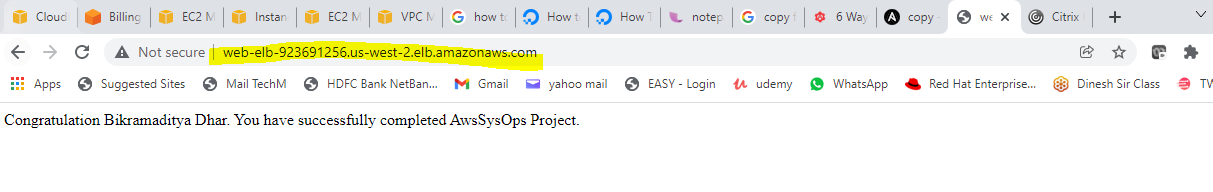 Cloud Billing EC2 M Instan EC2 M VPC M how to How to How T notep copy f 6 Way copy we Citrix
Not secure | web-elb-923691256.us-west-2.elb.amazonaws.com
Apps Suggested Sites Mail TechM HDFC Bank NetBan... Gmail yahoo mail EASY - Login udemy WhatsApp Red Hat Enterprise... Dinesh Sir Class TW
Congratulation Bikramaditya Dhar. You have successfully completed AwsSysOps Project.